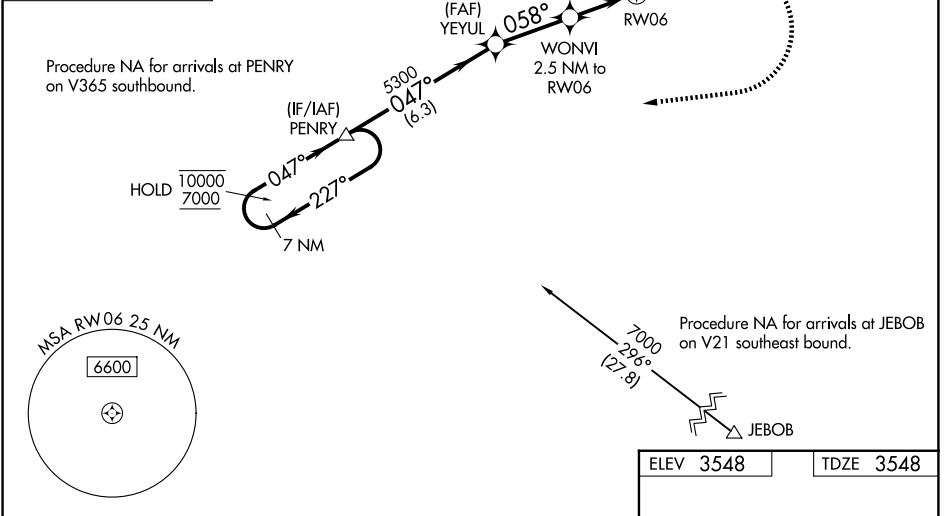 (FAF)
YEYUL
058°
RW06
WONVI
2.5 NM to
RW06
Procedure NA for arrivals at PENRY
on V365 southbound.
5300
047°
(6.3)
(IF/IAF)
PENRY
HOLD
10000
7000
047°
227°
7 NM
MSA RW06 25 NM
6600
7000
296°
(27.8)
Procedure NA for arrivals at JEBOB
on V21 southeast bound.
JEBOB
ELEV 3548
TDZE 3548